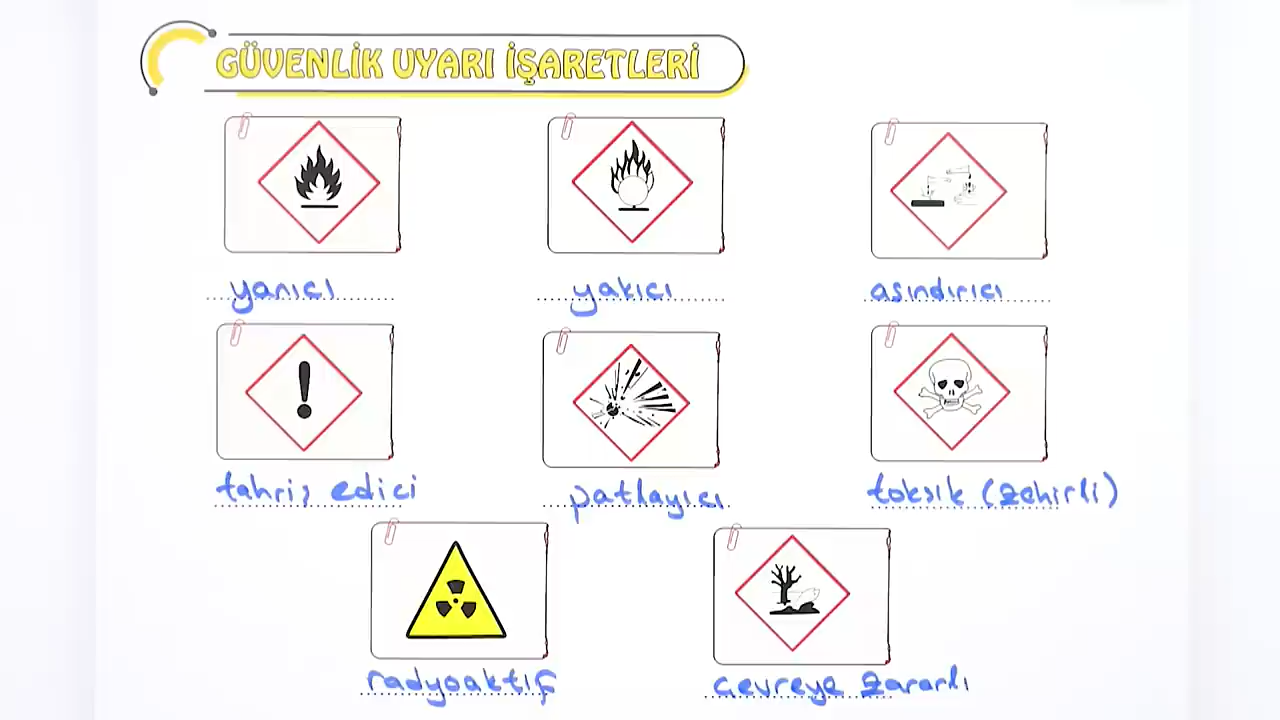 GÜVENLİK UYARI İŞARETLERİ
yanıcı yakıcı aşındırıcı
tahriş edici patlayıcı toksik (zehirli)
radyoaktif çevreye zararlı